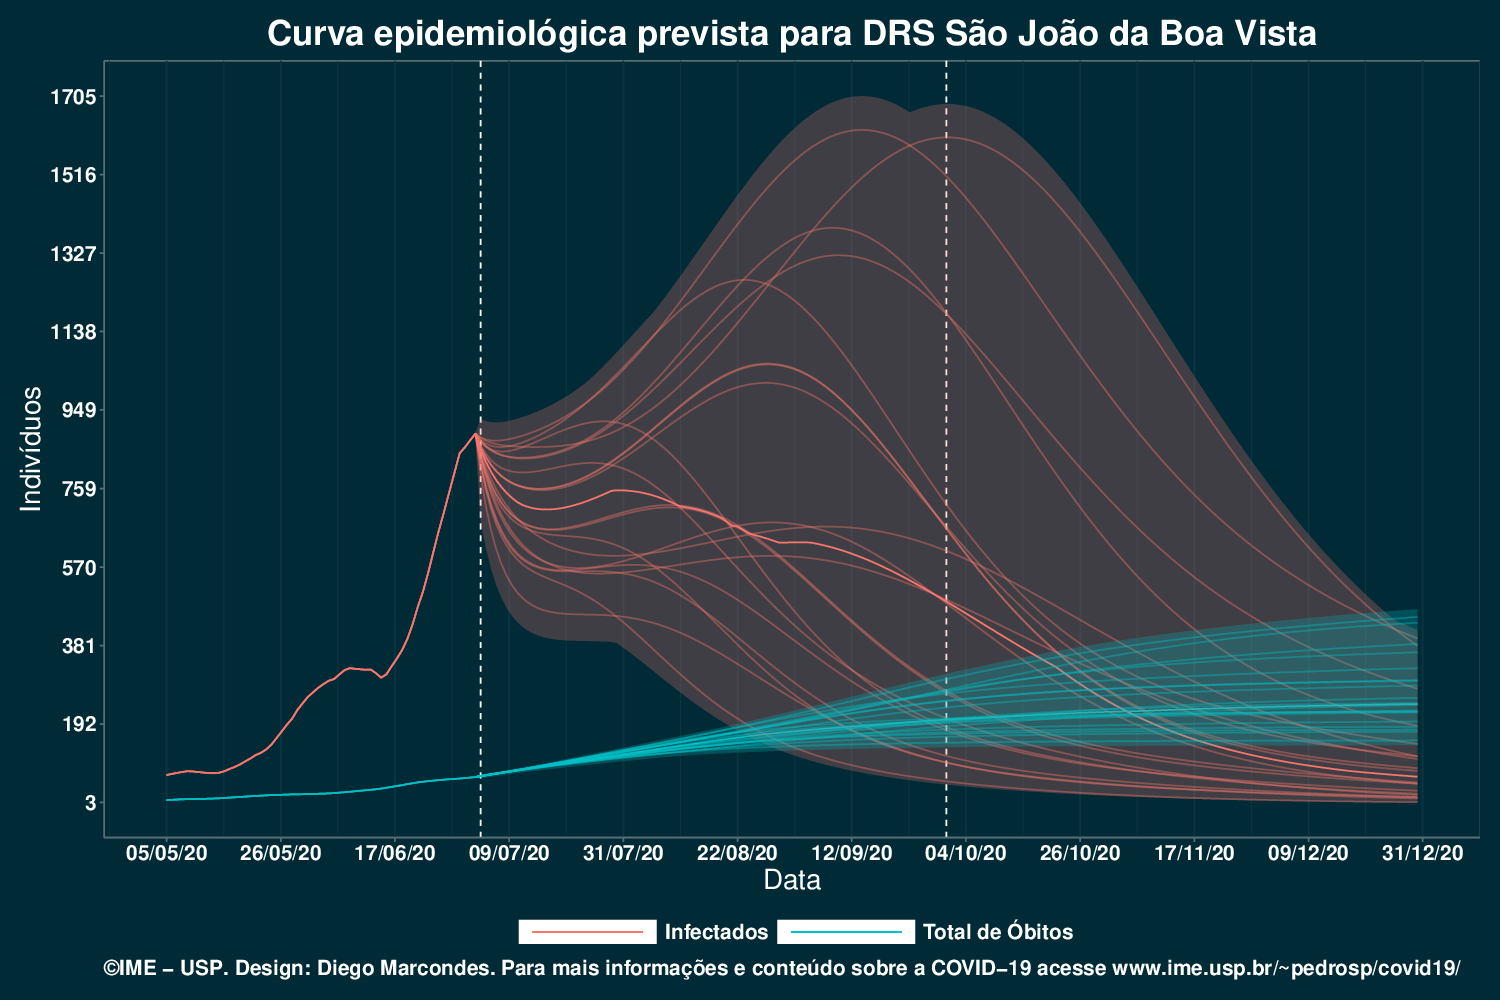 Curva epidemiológica prevista para DRS São João da Boa Vista
1705
1516
1327
1138
949
759
570
381
192
3
Indivíduos
05/05/20 26/05/20 17/06/20 09/07/20 31/07/20 22/08/20 12/09/20 04/10/20 26/10/20 17/11/20 09/12/20 31/12/20
Data
Infectados Total de Óbitos
©IME – USP. Design: Diego Marcondes. Para mais informações e conteúdo sobre a COVID–19 acesse www.ime.usp.br/~pedrosp/covid19/